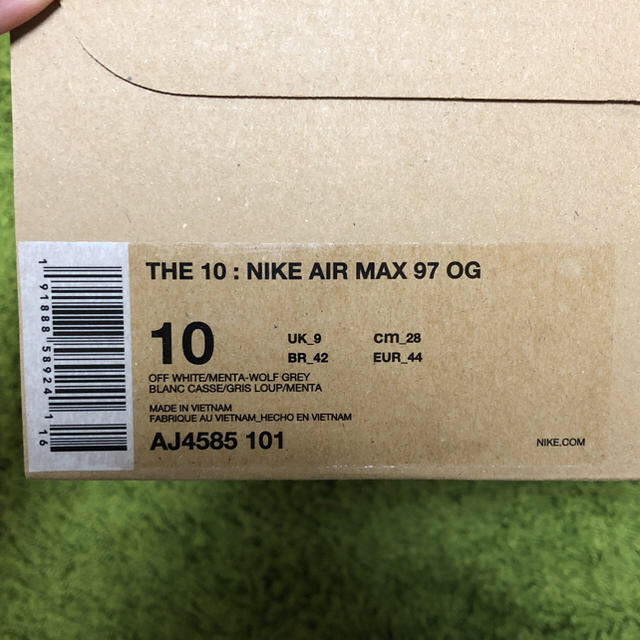 THE 10 : NIKE AIR MAX 97 OG
10
UK_9 cm_28
BR_42 EUR_44
OFF WHITE/MENTA-WOLF GREY
BLANC CASSE/GRIS LOUP/MENTA
MADE IN VIETNAM
FABRIQUE AU VIETNAM_HECHO EN VIETNAM
AJ4585 101
NIKE.COM
1 91888 58924 1 16